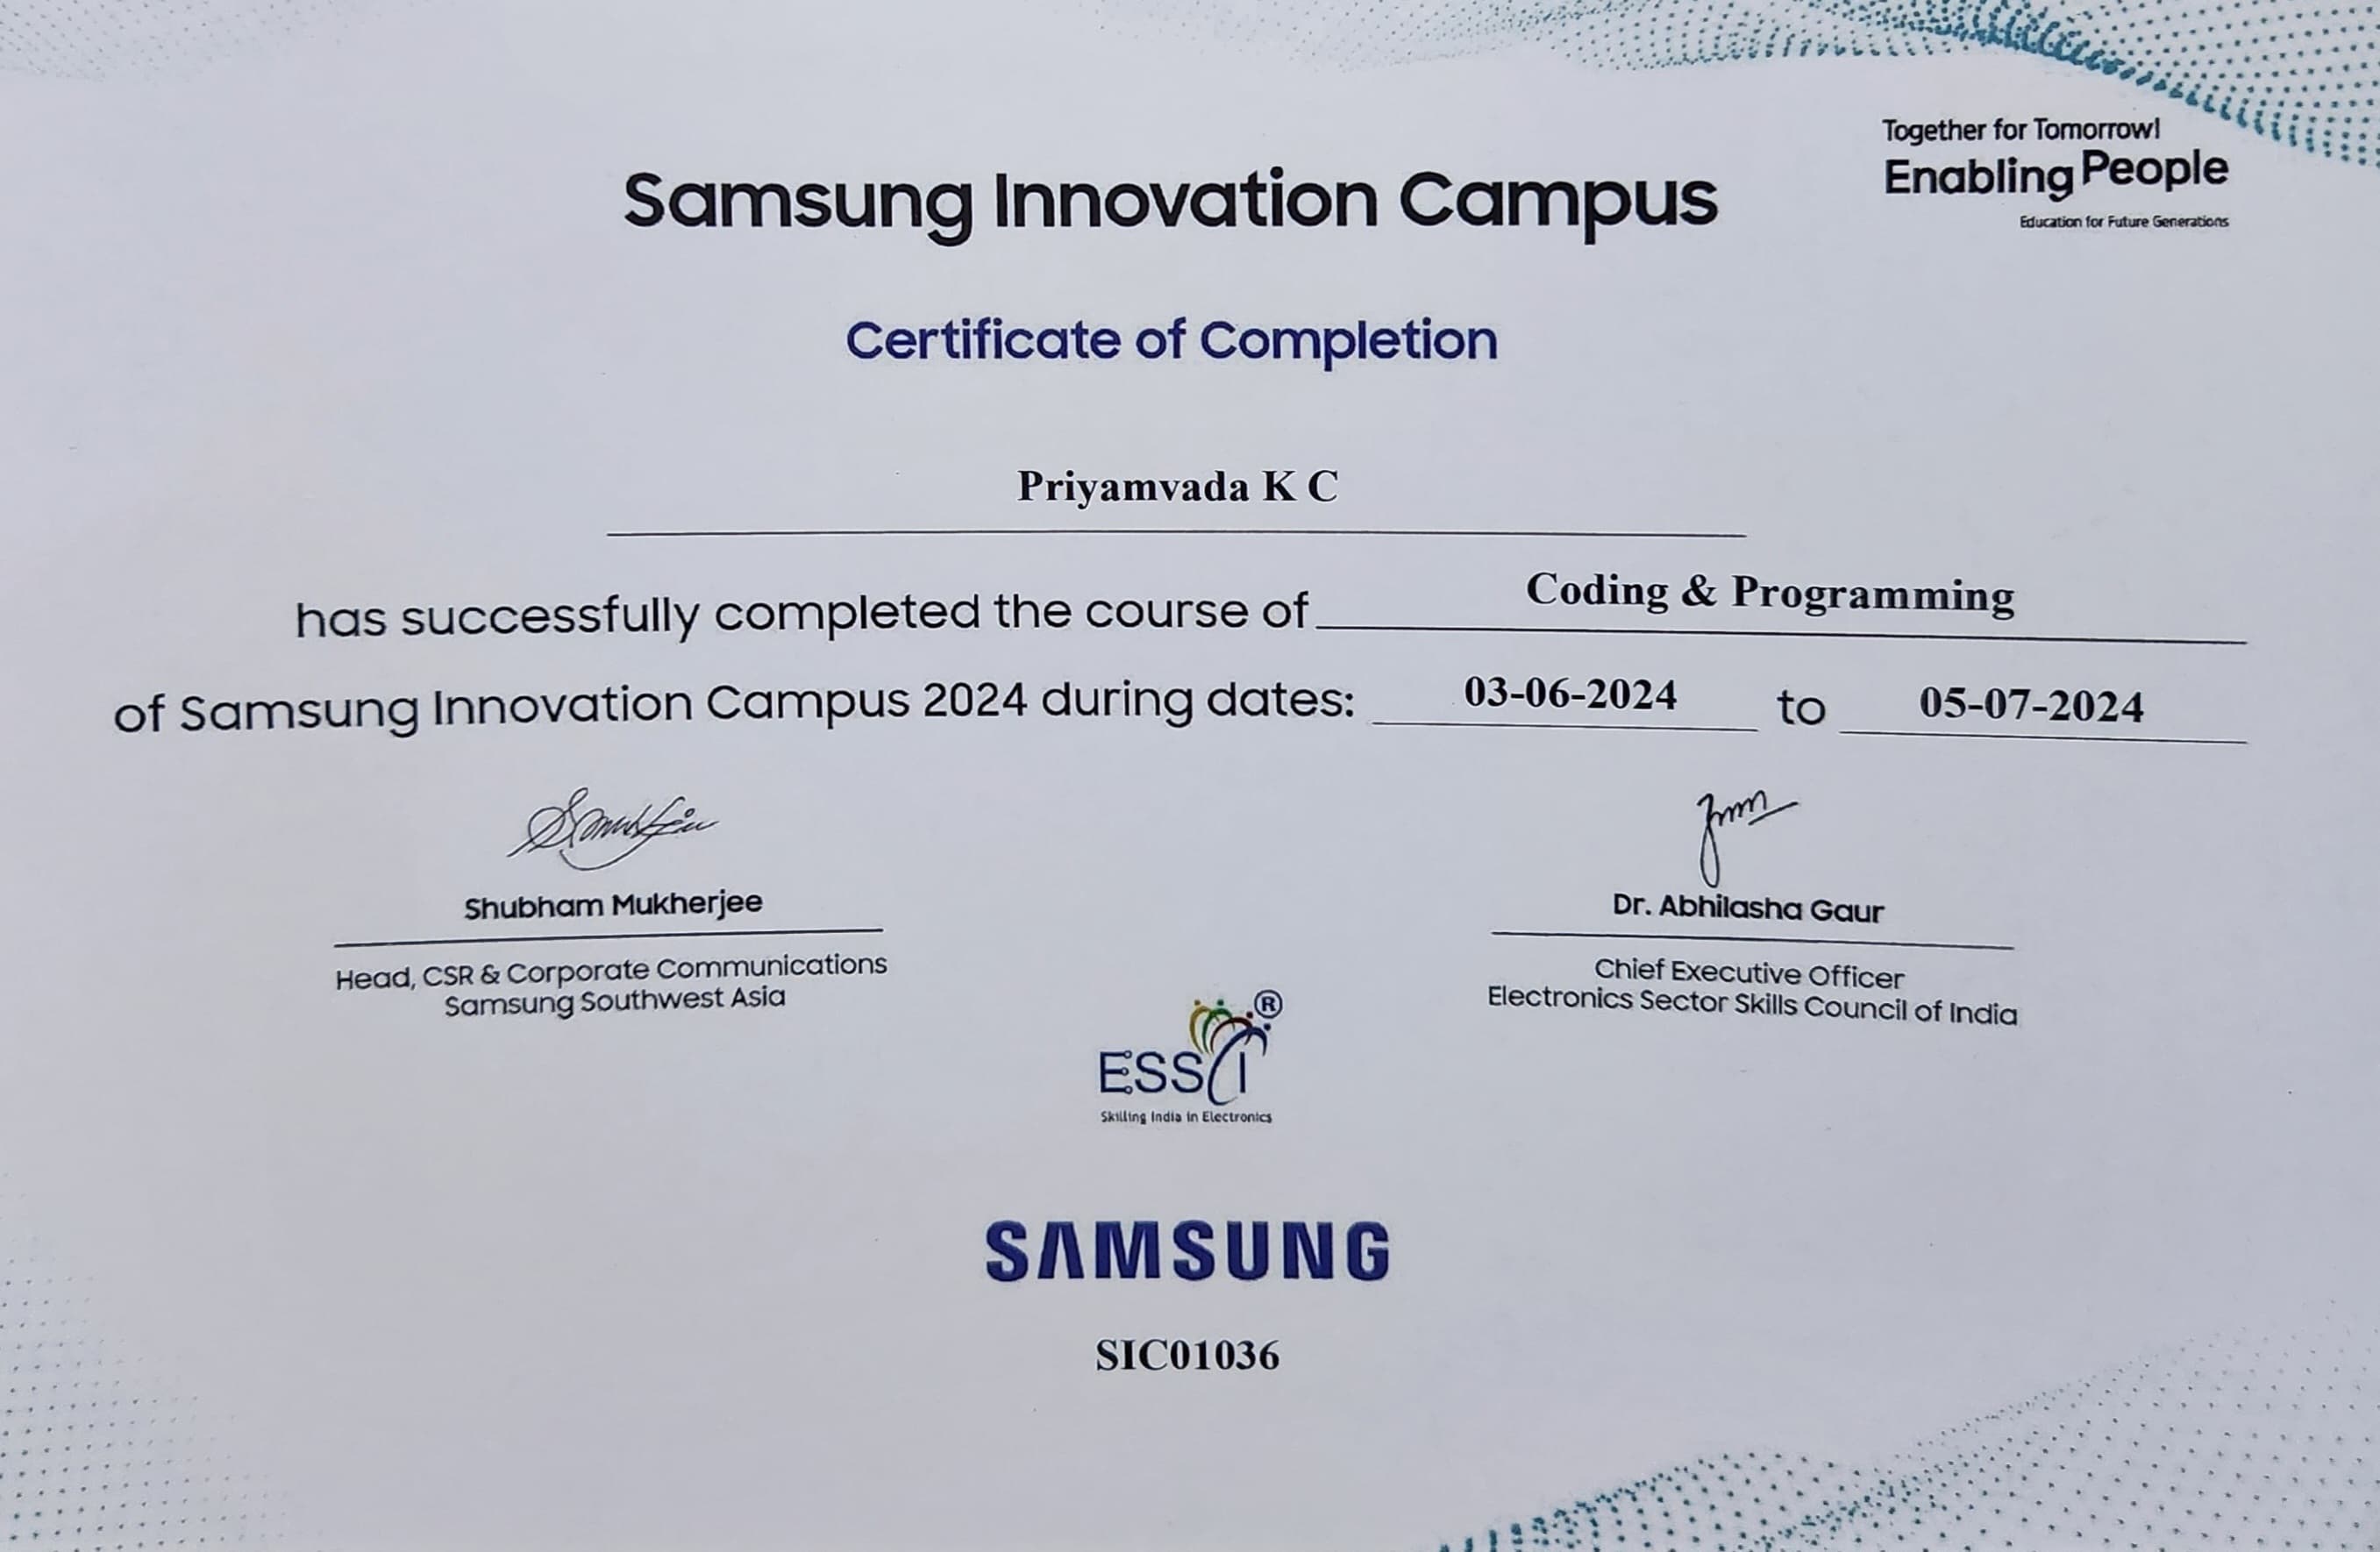 Together for Tomorrow!
Enabling People
Education for Future Generations
Samsung Innovation Campus
Certificate of Completion
Priyamvada K C
has successfully completed the course of Coding & Programming
of Samsung Innovation Campus 2024 during dates: 03-06-2024 to 05-07-2024
Shubham Mukherjee
Head, CSR & Corporate Communications
Samsung Southwest Asia
Dr. Abhilasha Gaur
Chief Executive Officer
Electronics Sector Skills Council of India
ESSCI ®
Skilling India in Electronics
SAMSUNG
SIC01036